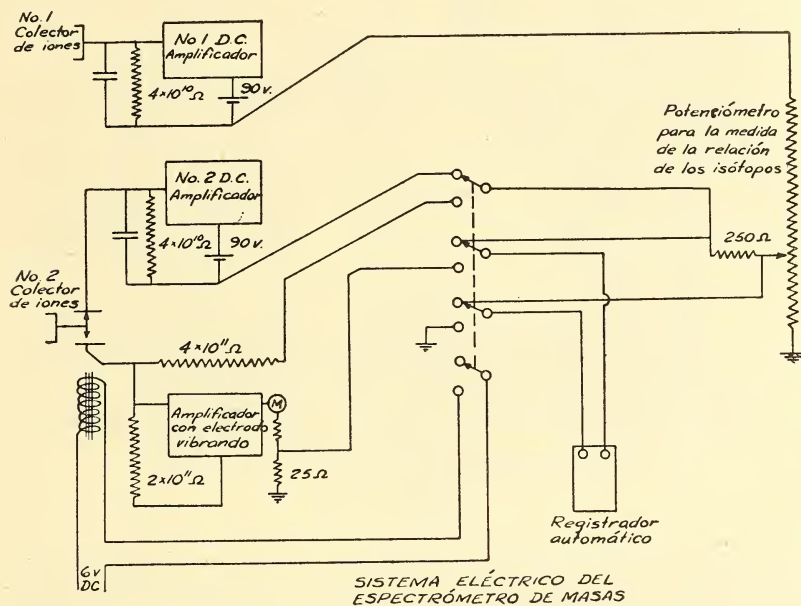 No. 1
Colector
de iones
No 1 D.C.
Amplificador
4×10¹⁰Ω
90 v.
Potenciómetro
para la medida
de la relación
de los isótopos
No. 2 D.C.
Amplificador
4×10¹⁰Ω
90 v.
250 Ω
No. 2
Colector
de iones
4×10¹¹ Ω
M
Amplificador
con electrodo
vibrando
2×10¹¹ Ω
25 Ω
Registrador
automático
6 v
DC
SISTEMA ELÉCTRICO DEL
ESPECTRÓMETRO DE MASAS